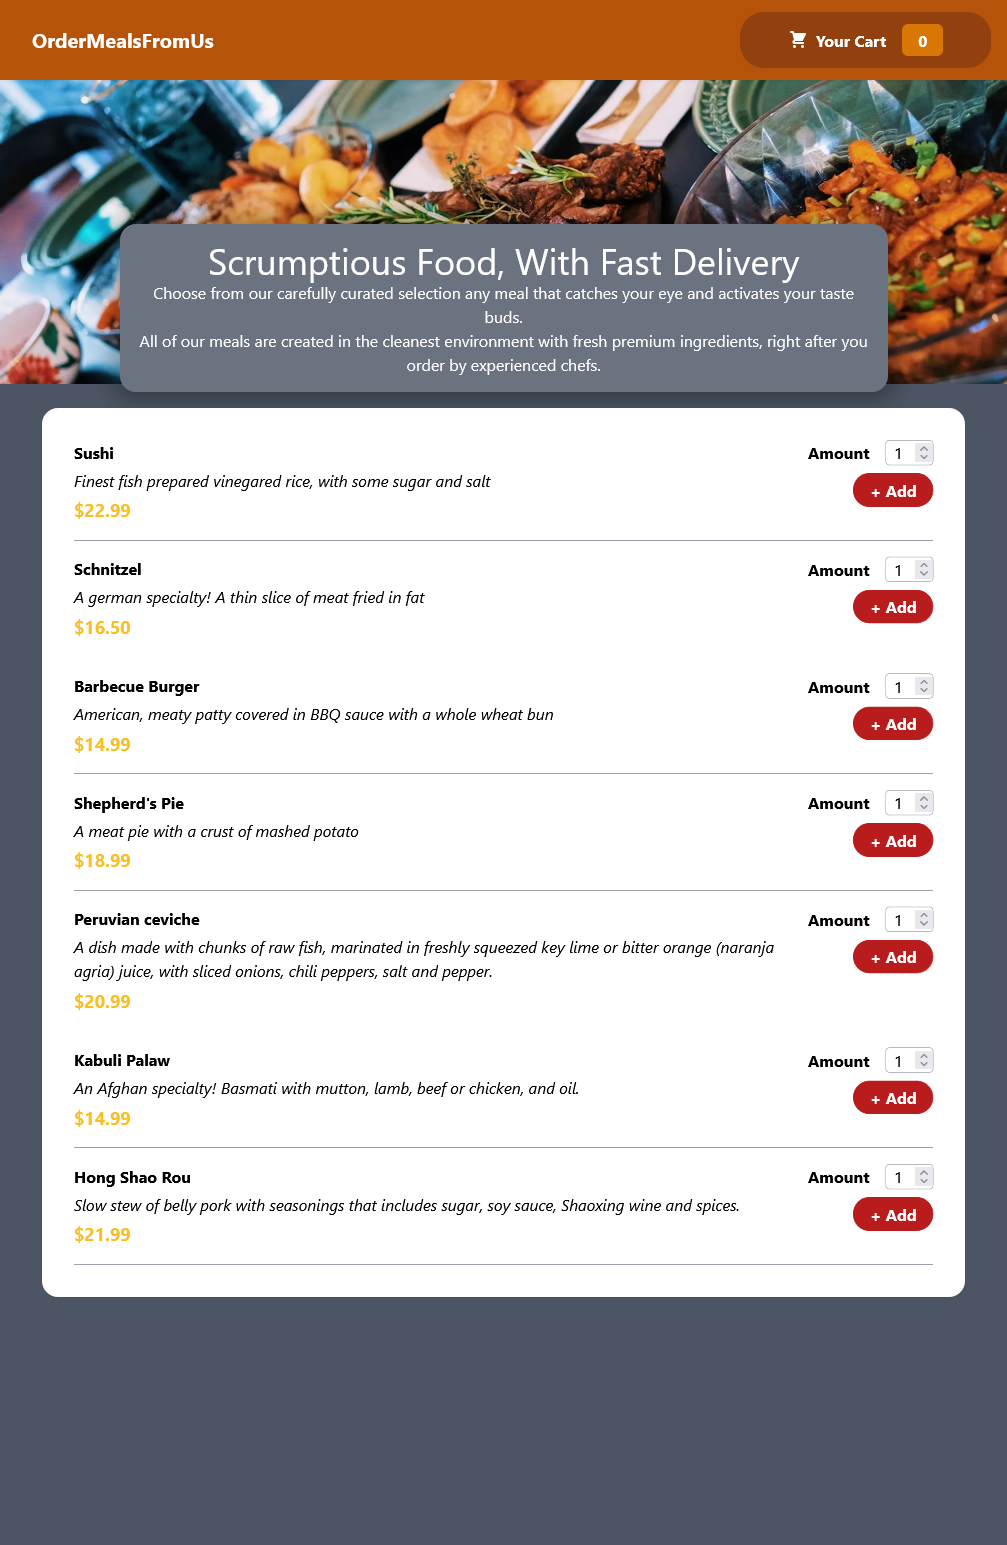 OrderMealsFromUs
Your Cart 0
Scrumptious Food, With Fast Delivery
Choose from our carefully curated selection any meal that catches your eye and activates your taste
buds.
All of our meals are created in the cleanest environment with fresh premium ingredients, right after you
order by experienced chefs.
Sushi
Amount 1
Finest fish prepared vinegared rice, with some sugar and salt
+ Add
$22.99
Schnitzel
Amount 1
A german specialty! A thin slice of meat fried in fat
+ Add
$16.50
Barbecue Burger
Amount 1
American, meaty patty covered in BBQ sauce with a whole wheat bun
+ Add
$14.99
Shepherd's Pie
Amount 1
A meat pie with a crust of mashed potato
+ Add
$18.99
Peruvian ceviche
Amount 1
A dish made with chunks of raw fish, marinated in freshly squeezed key lime or bitter orange (naranja
agria) juice, with sliced onions, chili peppers, salt and pepper.
+ Add
$20.99
Kabuli Palaw
Amount 1
An Afghan specialty! Basmati with mutton, lamb, beef or chicken, and oil.
+ Add
$14.99
Hong Shao Rou
Amount 1
Slow stew of belly pork with seasonings that includes sugar, soy sauce, Shaoxing wine and spices.
+ Add
$21.99